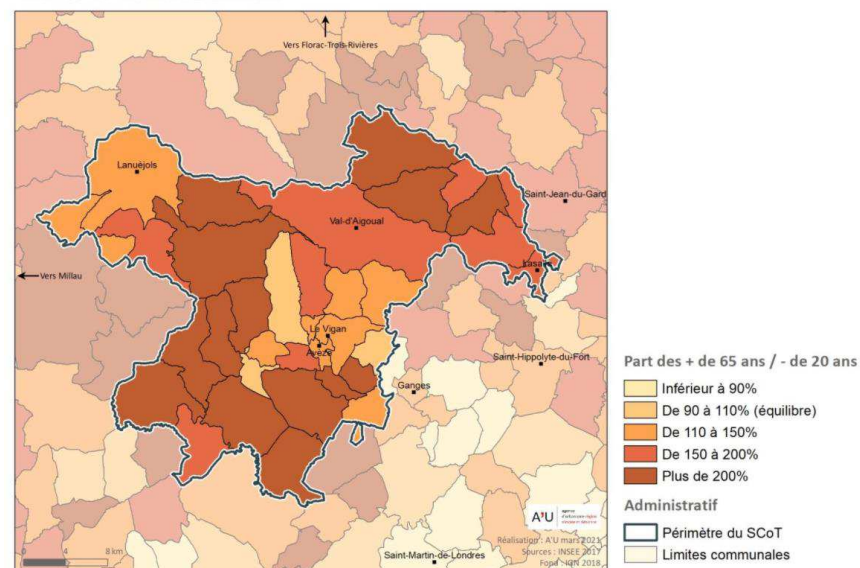 Vers Florac-Trois-Rivières
Lanuéjols
Saint-Jean-du-Gard
Val-d'Aigoual
Lasalle
Vers Millau
Le Vigan
Avèze
Saint-Hippolyte-du-Fort
Ganges
Saint-Martin-de-Londres
0 4 8 km
A'U
Réalisation : A'U mars 2021
Sources : INSEE 2017
Fond : IGN 2018
Part des + de 65 ans / - de 20 ans
Inférieur à 90%
De 90 à 110% (équilibre)
De 110 à 150%
De 150 à 200%
Plus de 200%
Administratif
Périmètre du SCoT
Limites communales